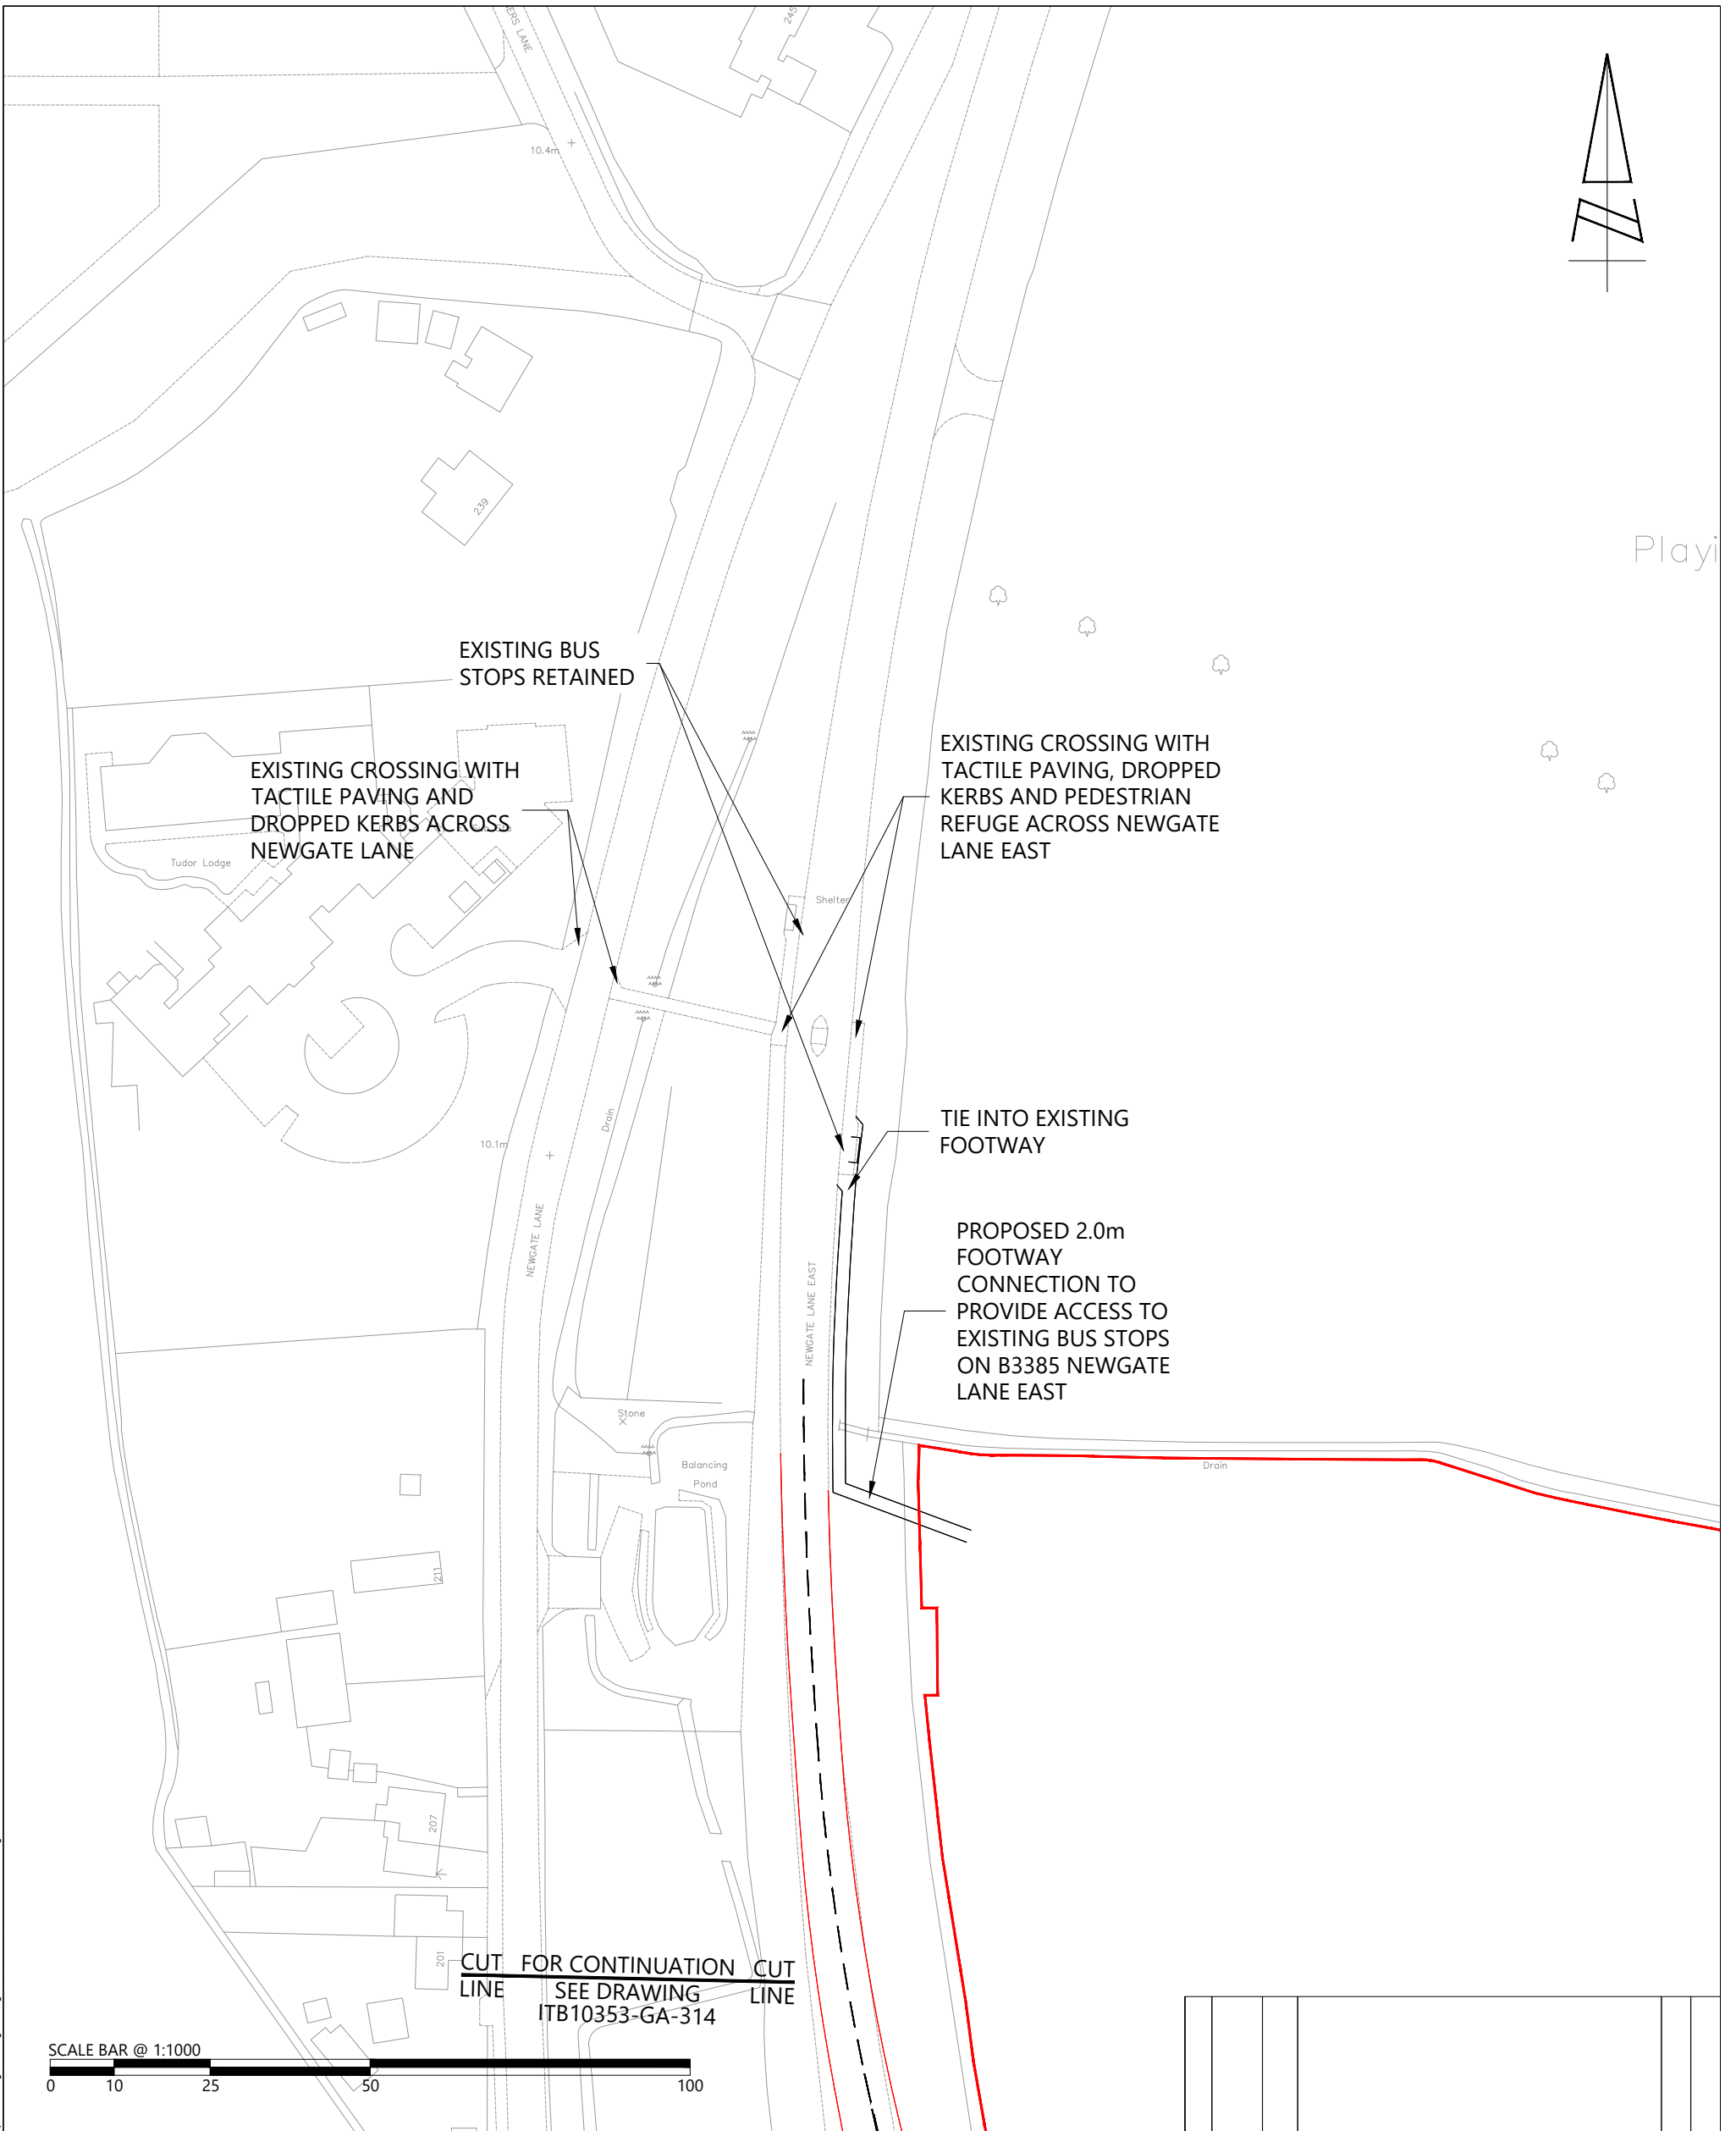 ERS LANE
245
10.4m
239
Playi
EXISTING BUS
STOPS RETAINED
EXISTING CROSSING WITH
TACTILE PAVING AND
DROPPED KERBS ACROSS
NEWGATE LANE
EXISTING CROSSING WITH
TACTILE PAVING, DROPPED
KERBS AND PEDESTRIAN
REFUGE ACROSS NEWGATE
LANE EAST
Tudor Lodge
Shelter
TIE INTO EXISTING
FOOTWAY
Drain
10.1m
NEWGATE LANE
NEWGATE LANE EAST
PROPOSED 2.0m
FOOTWAY
CONNECTION TO
PROVIDE ACCESS TO
EXISTING BUS STOPS
ON B3385 NEWGATE
LANE EAST
Stone
Balancing
Pond
Drain
211
207
201
CUT FOR CONTINUATION CUT
LINE SEE DRAWING LINE
ITB10353-GA-314
SCALE BAR @ 1:1000
0 10 25 50 100